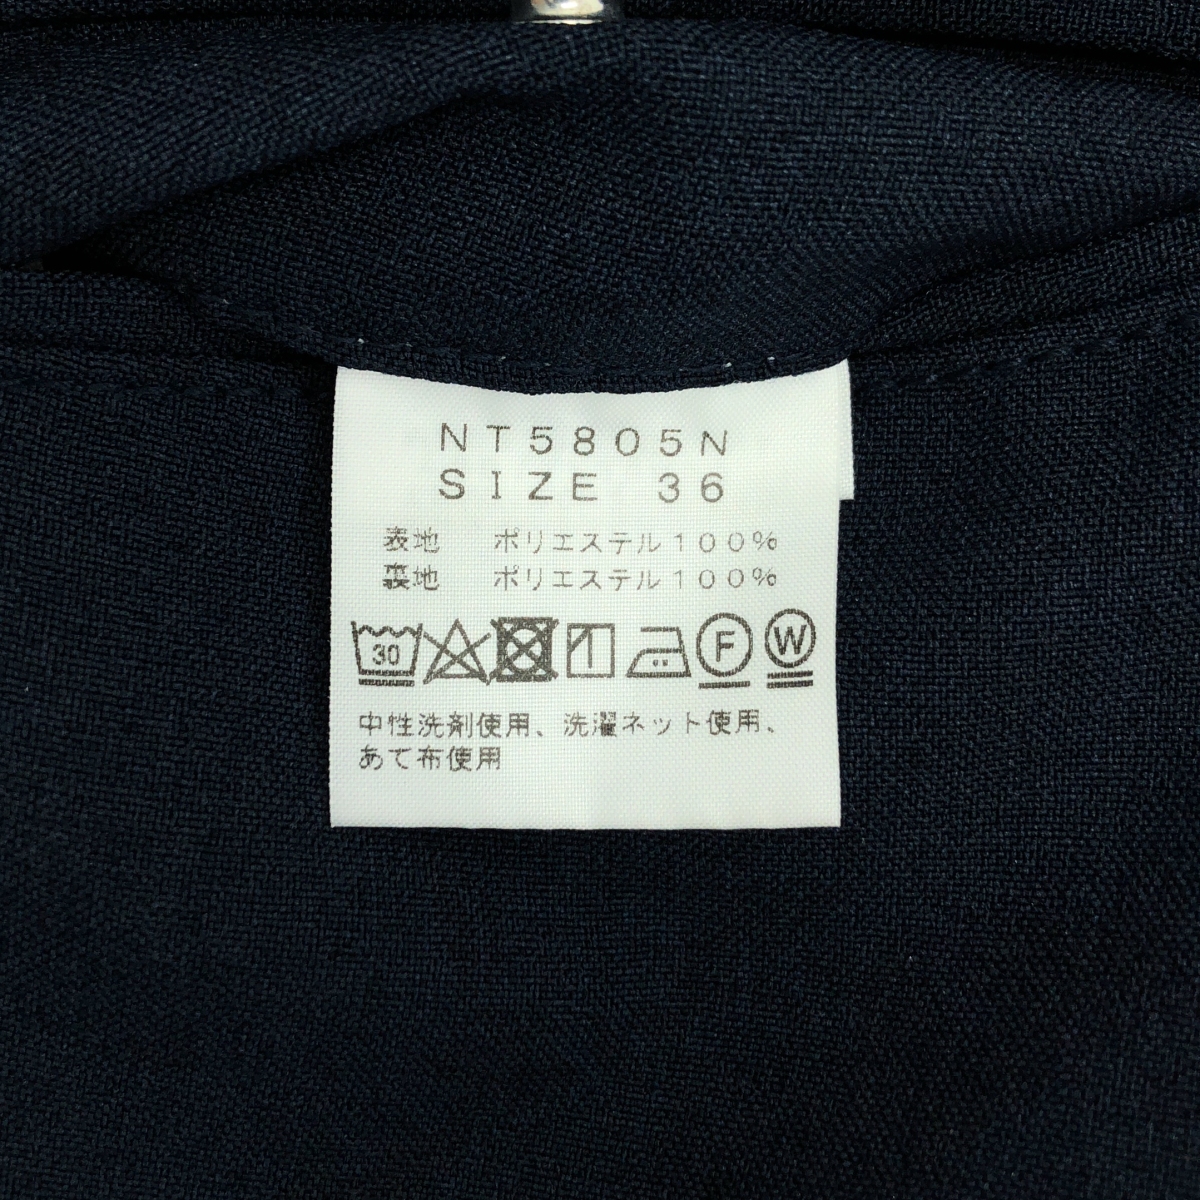 NT5805N
SIZE 36
表地 ポリエステル100%
裏地 ポリエステル100%
30 F W
中性洗剤使用、洗濯ネット使用、
あて布使用